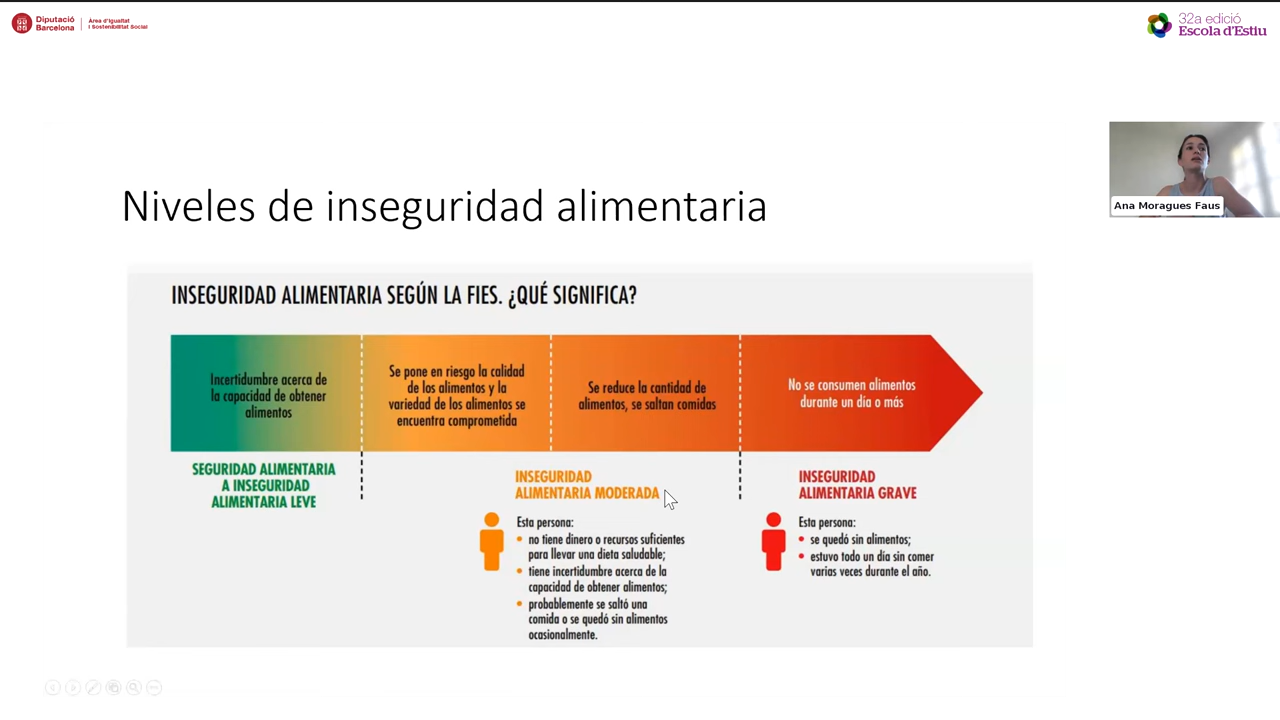 Diputació
Barcelona
Àrea d'Igualtat
i Sostenibilitat Social
32a edició
Escola d'Estiu
Ana Moragues Faus
Niveles de inseguridad alimentaria
INSEGURIDAD ALIMENTARIA SEGÚN LA FIES. ¿QUÉ SIGNIFICA?
Incertidumbre acerca de
la capacidad de obtener
alimentos
Se pone en riesgo la calidad
de los alimentos y la
variedad de los alimentos se
encuentra comprometida
Se reduce la cantidad de
alimentos, se saltan comidas
No se consumen alimentos
durante un día o más
SEGURIDAD ALIMENTARIA
A INSEGURIDAD
ALIMENTARIA LEVE
INSEGURIDAD
ALIMENTARIA MODERADA
Esta persona:
• no tiene dinero o recursos suficientes
para llevar una dieta saludable;
• tiene incertidumbre acerca de la
capacidad de obtener alimentos;
• probablemente se saltó una
comida o se quedó sin alimentos
ocasionalmente.
INSEGURIDAD
ALIMENTARIA GRAVE
Esta persona:
• se quedó sin alimentos;
• estuvo todo un día sin comer
varias veces durante el año.